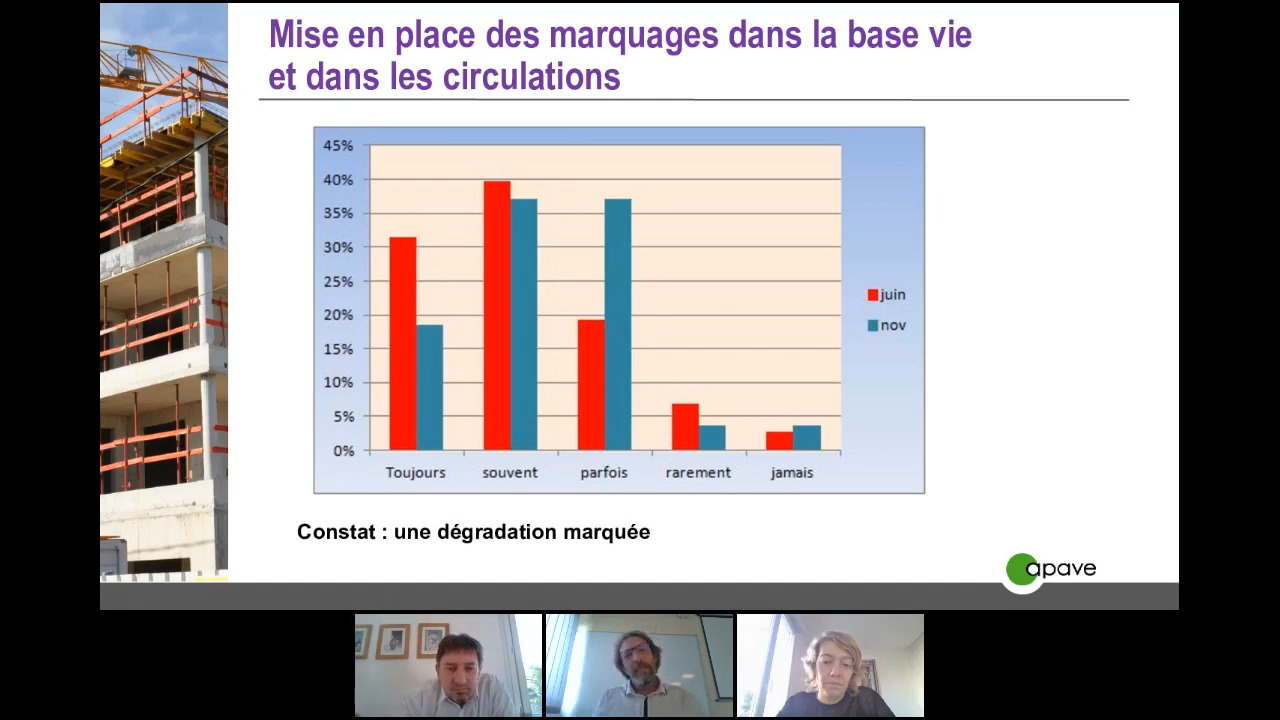 Mise en place des marquages dans la base vie
et dans les circulations
45%
40%
35%
30%
25%
20%
15%
10%
5%
0%
Toujours souvent parfois rarement jamais
juin
nov
Constat : une dégradation marquée
apave